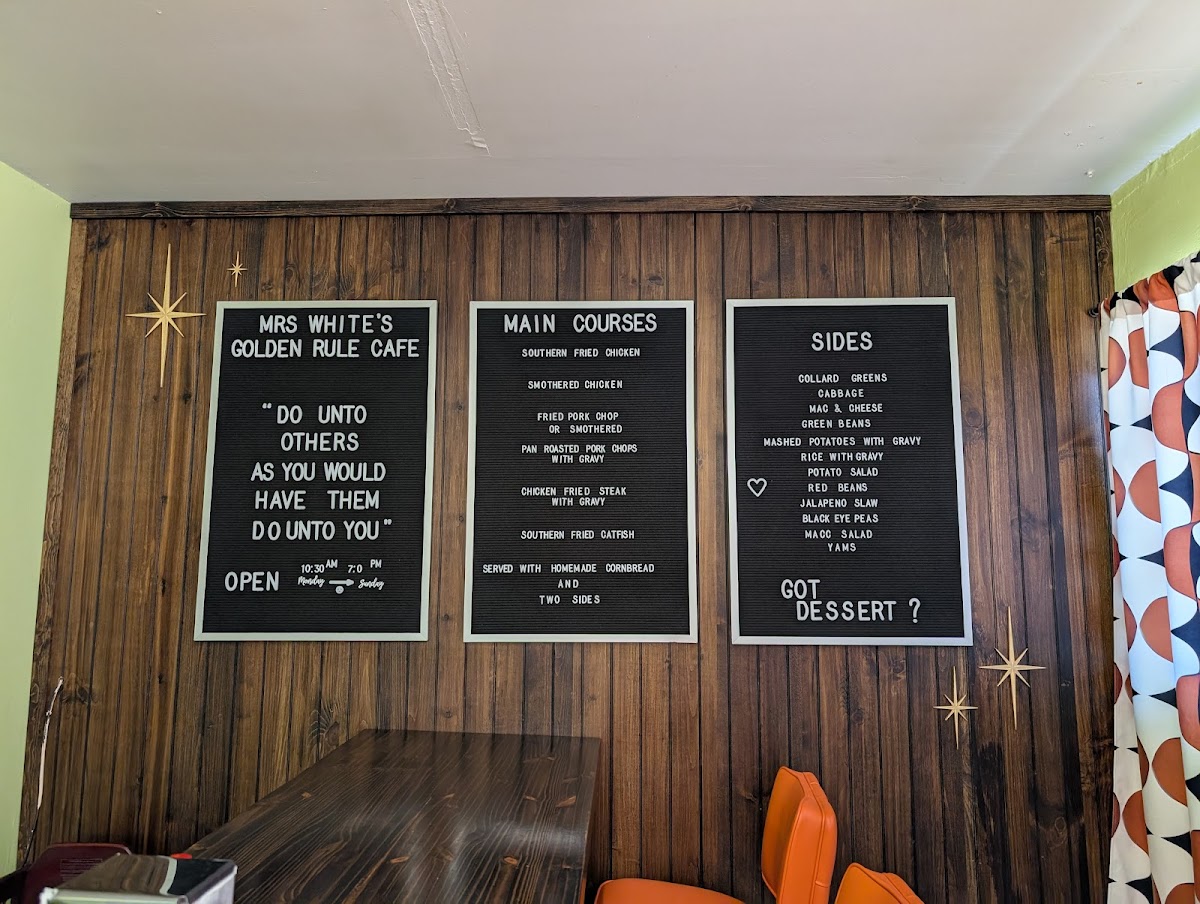 MRS WHITE'S
GOLDEN RULE CAFE
"DO UNTO
OTHERS
AS YOU WOULD
HAVE THEM
DO UNTO YOU"
OPEN 10:30 AM 7:0 PM
Monday Sunday
MAIN COURSES
SOUTHERN FRIED CHICKEN
SMOTHERED CHICKEN
FRIED PORK CHOP
OR SMOTHERED
PAN ROASTED PORK CHOPS
WITH GRAVY
CHICKEN FRIED STEAK
WITH GRAVY
SOUTHERN FRIED CATFISH
SERVED WITH HOMEMADE CORNBREAD
AND
TWO SIDES
SIDES
COLLARD GREENS
CABBAGE
MAC & CHEESE
GREEN BEANS
MASHED POTATOES WITH GRAVY
RICE WITH GRAVY
POTATO SALAD
RED BEANS
JALAPENO SLAW
BLACK EYE PEAS
MACC SALAD
YAMS
GOT
DESSERT ?